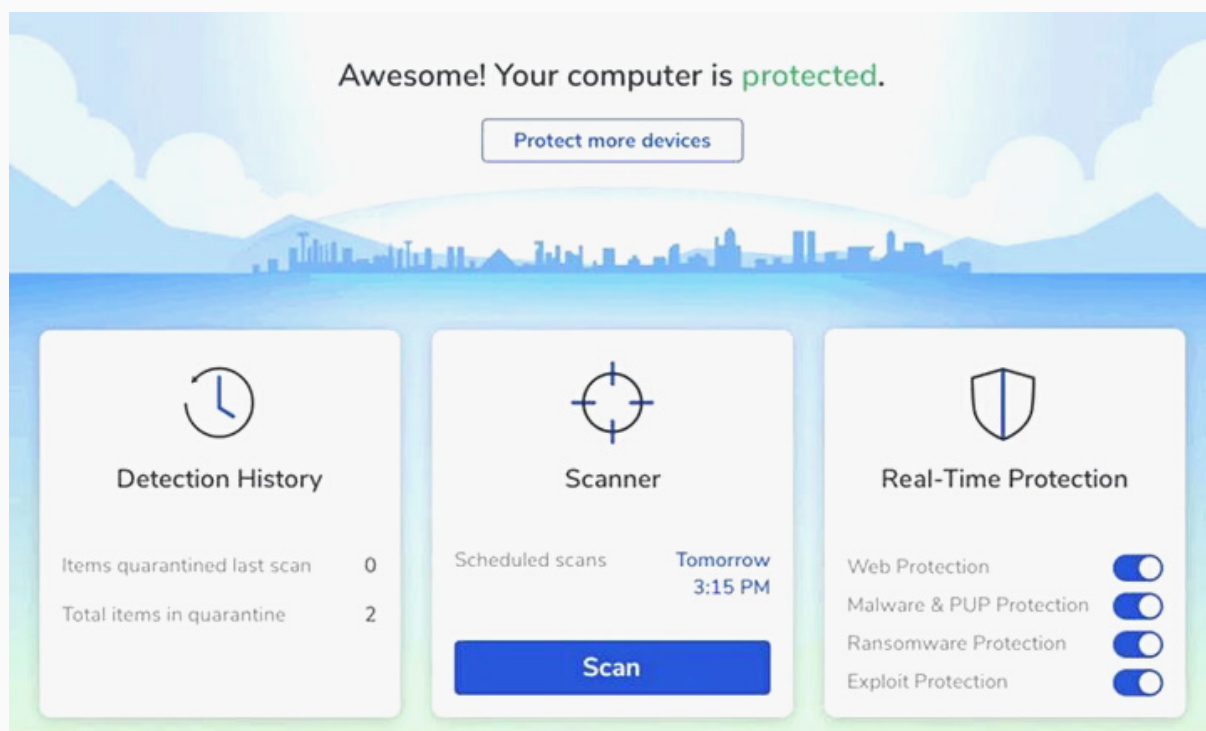 Awesome! Your computer is protected.
Protect more devices
Detection History
Items quarantined last scan 0
Total items in quarantine 2
Scanner
Scheduled scans Tomorrow
3:15 PM
Scan
Real-Time Protection
Web Protection
Malware & PUP Protection
Ransomware Protection
Exploit Protection